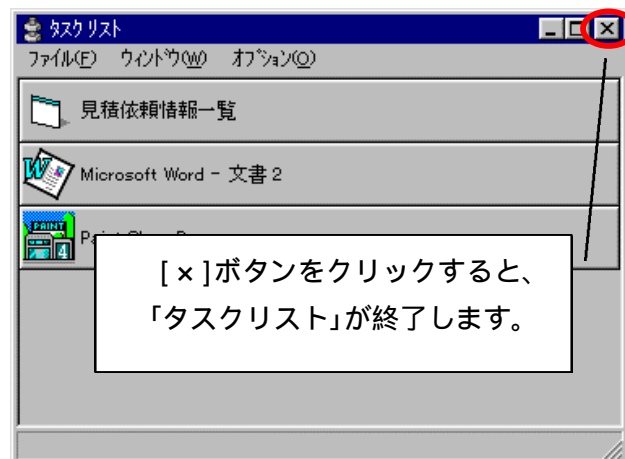 タスクリスト
ファイル(F) ウィンドウ(W) オプション(O)
見積依頼情報一覧
Microsoft Word - 文書 2
PAINT
4
[×]ボタンをクリックすると、
「タスクリスト」が終了します。